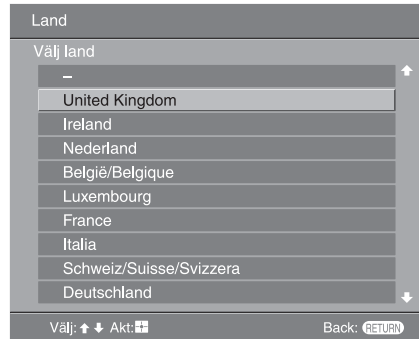 Land
Välj land
–
United Kingdom
Ireland
Nederland
België/Belgique
Luxembourg
France
Italia
Schweiz/Suisse/Svizzera
Deutschland
Välj: Akt: Back: RETURN